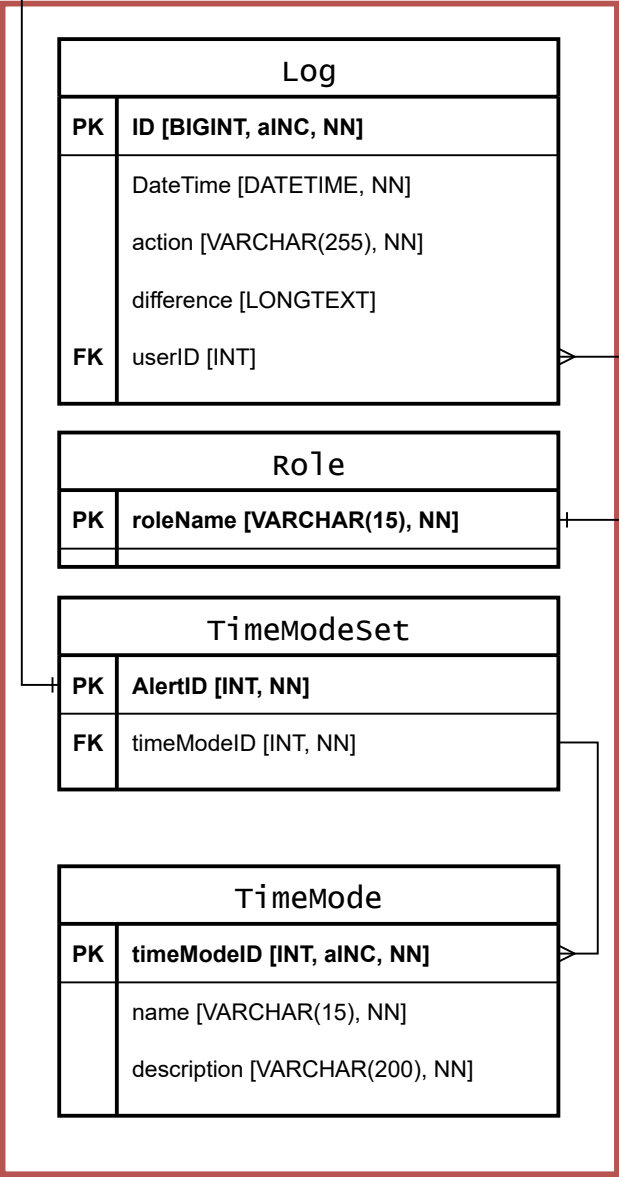 Log
PK ID [BIGINT, aINC, NN]
DateTime [DATETIME, NN]
action [VARCHAR(255), NN]
difference [LONGTEXT]
FK userID [INT]
Role
PK roleName [VARCHAR(15), NN]
TimeModeSet
PK AlertID [INT, NN]
FK timeModeID [INT, NN]
TimeMode
PK timeModeID [INT, aINC, NN]
name [VARCHAR(15), NN]
description [VARCHAR(200), NN]